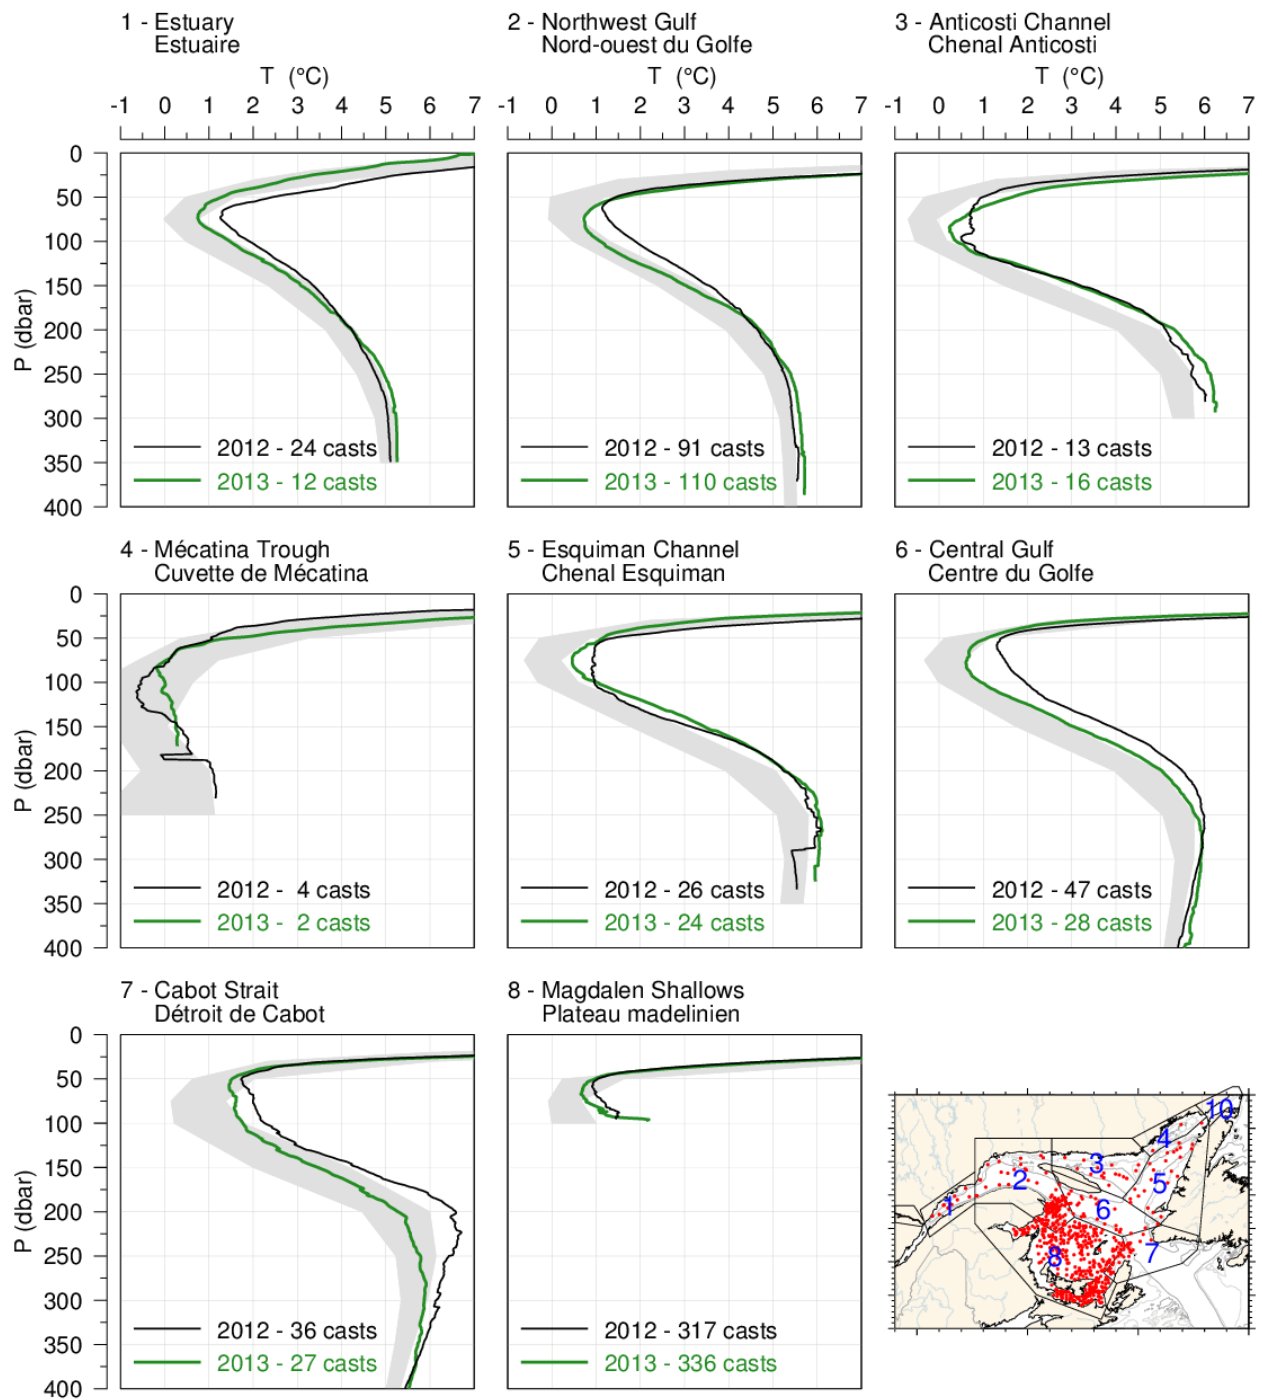 1 - Estuary
Estuaire
2 - Northwest Gulf
Nord-ouest du Golfe
3 - Anticosti Channel
Chenal Anticosti
T (°C)
T (°C)
T (°C)
-1 0 1 2 3 4 5 6 7
-1 0 1 2 3 4 5 6 7
-1 0 1 2 3 4 5 6 7
P (dbar)
0
50
100
150
200
250
300
350
400
2012 - 24 casts
2013 - 12 casts
2012 - 91 casts
2013 - 110 casts
2012 - 13 casts
2013 - 16 casts
4 - Mécatina Trough
Cuvette de Mécatina
5 - Esquiman Channel
Chenal Esquiman
6 - Central Gulf
Centre du Golfe
P (dbar)
0
50
100
150
200
250
300
350
400
2012 - 4 casts
2013 - 2 casts
2012 - 26 casts
2013 - 24 casts
2012 - 47 casts
2013 - 28 casts
7 - Cabot Strait
Détroit de Cabot
8 - Magdalen Shallows
Plateau madelinien
P (dbar)
0
50
100
150
200
250
300
350
400
2012 - 36 casts
2013 - 27 casts
2012 - 317 casts
2013 - 336 casts
10
4
3
2
5
1
6
7
8